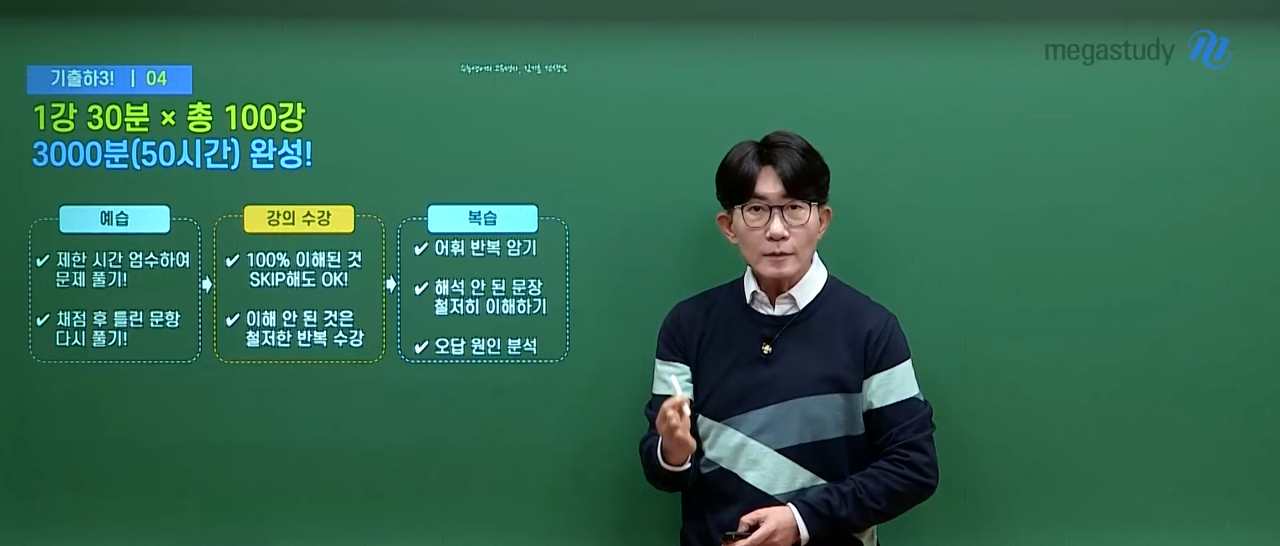 megastudy
기출하3! | 04
1강 30분 × 총 100강
3000분(50시간) 완성!
예습
✔ 제한 시간 엄수하여
문제 풀기!
✔ 채점 후 틀린 문항
다시 풀기!
강의 수강
✔ 100% 이해된 것
SKIP해도 OK!
✔ 이해 안 된 것은
철저한 반복 수강
복습
✔ 어휘 반복 암기
✔ 해석 안 된 문장
철저히 이해하기
✔ 오답 원인 분석